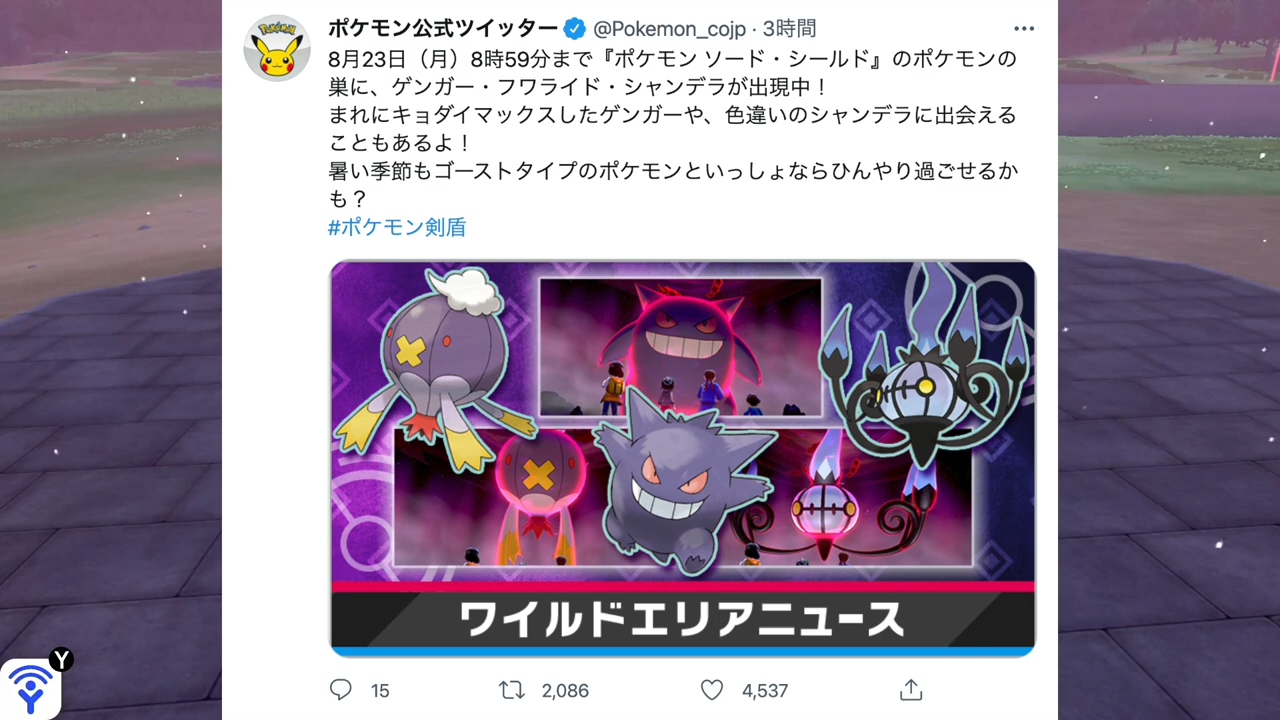 ポケモン公式ツイッター @Pokemon_cojp · 3時間
8月23日（月）8時59分まで『ポケモン ソード・シールド』のポケモンの
巣に、ゲンガー・フワライド・シャンデラが出現中！
まれにキョダイマックスしたゲンガーや、色違いのシャンデラに出会える
こともあるよ！
暑い季節もゴーストタイプのポケモンといっしょならひんやり過ごせるか
も？
#ポケモン剣盾
ワイルドエリアニュース
15 2,086 4,537
Y